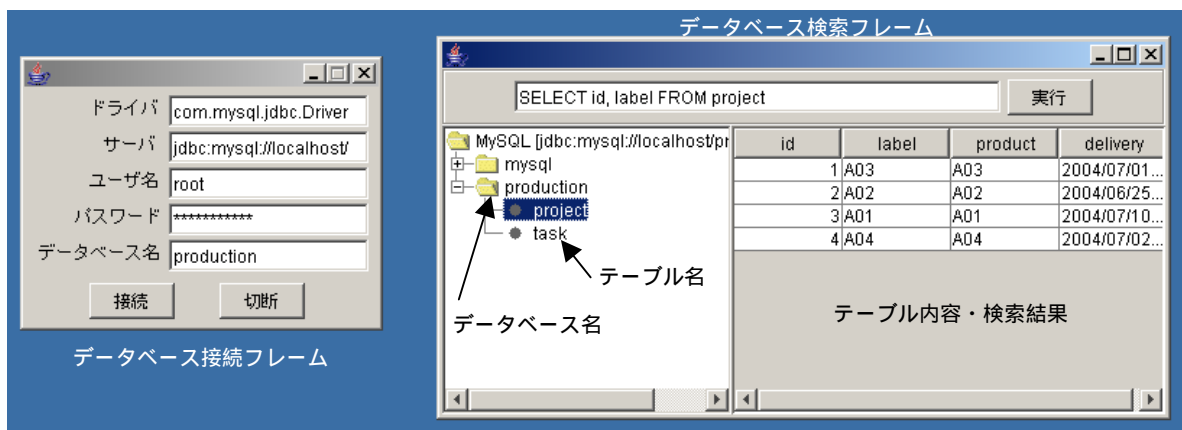 ドライバ com.mysql.jdbc.Driver
サーバ jdbc:mysql://localhost/
ユーザ名 root
パスワード ***********
データベース名 production
接続 切断
データベース接続フレーム
データベース検索フレーム
SELECT id, label FROM project 実行
MySQL [jdbc:mysql://localhost/pr
mysql
production
project
task
テーブル名
データベース名
id label product delivery
1 A03 A03 2004/07/01...
2 A02 A02 2004/06/25...
3 A01 A01 2004/07/10...
4 A04 A04 2004/07/02...
テーブル内容・検索結果